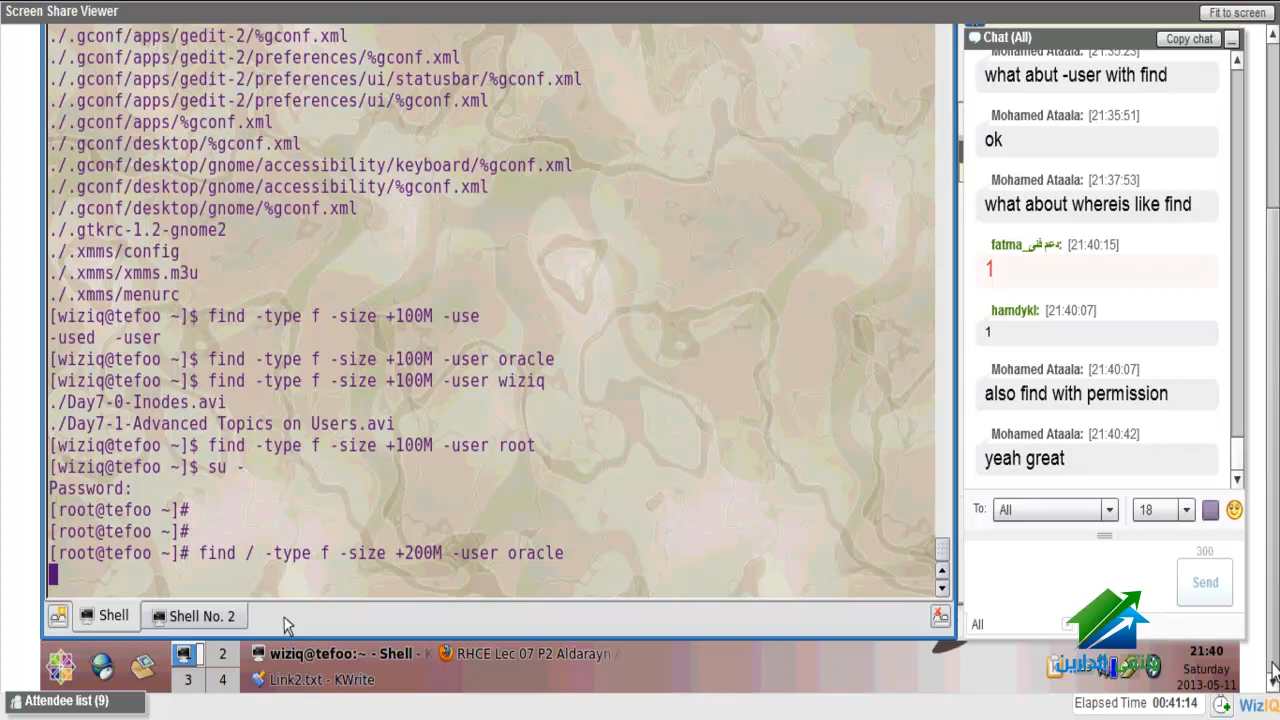 Screen Share Viewer
Fit to screen
./.gconf/apps/gedit-2/%gconf.xml
./.gconf/apps/gedit-2/preferences/%gconf.xml
./.gconf/apps/gedit-2/preferences/ui/statusbar/%gconf.xml
./.gconf/apps/gedit-2/preferences/ui/%gconf.xml
./.gconf/apps/%gconf.xml
./.gconf/desktop/%gconf.xml
./.gconf/desktop/gnome/accessibility/keyboard/%gconf.xml
./.gconf/desktop/gnome/accessibility/%gconf.xml
./.gconf/desktop/gnome/%gconf.xml
./.gtkrc-1.2-gnome2
./.xmms/config
./.xmms/xmms.m3u
./.xmms/menurc
[wiziq@tefoo ~]$ find -type f -size +100M -use
-used  -user
[wiziq@tefoo ~]$ find -type f -size +100M -user oracle
[wiziq@tefoo ~]$ find -type f -size +100M -user wiziq
./Day7-0-Inodes.avi
./Day7-1-Advanced Topics on Users.avi
[wiziq@tefoo ~]$ find -type f -size +100M -user root
[wiziq@tefoo ~]$ su -
Password:
[root@tefoo ~]#
[root@tefoo ~]#
[root@tefoo ~]# find / -type f -size +200M -user oracle
Shell
Shell No. 2
Chat (All)
Copy chat
Mohamed Ataala: [21:35:23]
what abut -user with find
Mohamed Ataala: [21:35:51]
ok
Mohamed Ataala: [21:37:53]
what about whereis like find
fatma_دعم فنى: [21:40:15]
1
hamdykl: [21:40:07]
1
Mohamed Ataala: [21:40:07]
also find with permission
Mohamed Ataala: [21:40:42]
yeah great
To: All 18
300
Send
All
ملتقى الدارين
2
3 4
wiziq@tefoo:~ - Shell - K
RHCE Lec 07 P2 Aldarayn
Link2.txt - KWrite
21:40
Saturday
2013-05-11
Attendee list (9)
Elapsed Time 00:41:14
WizIQ